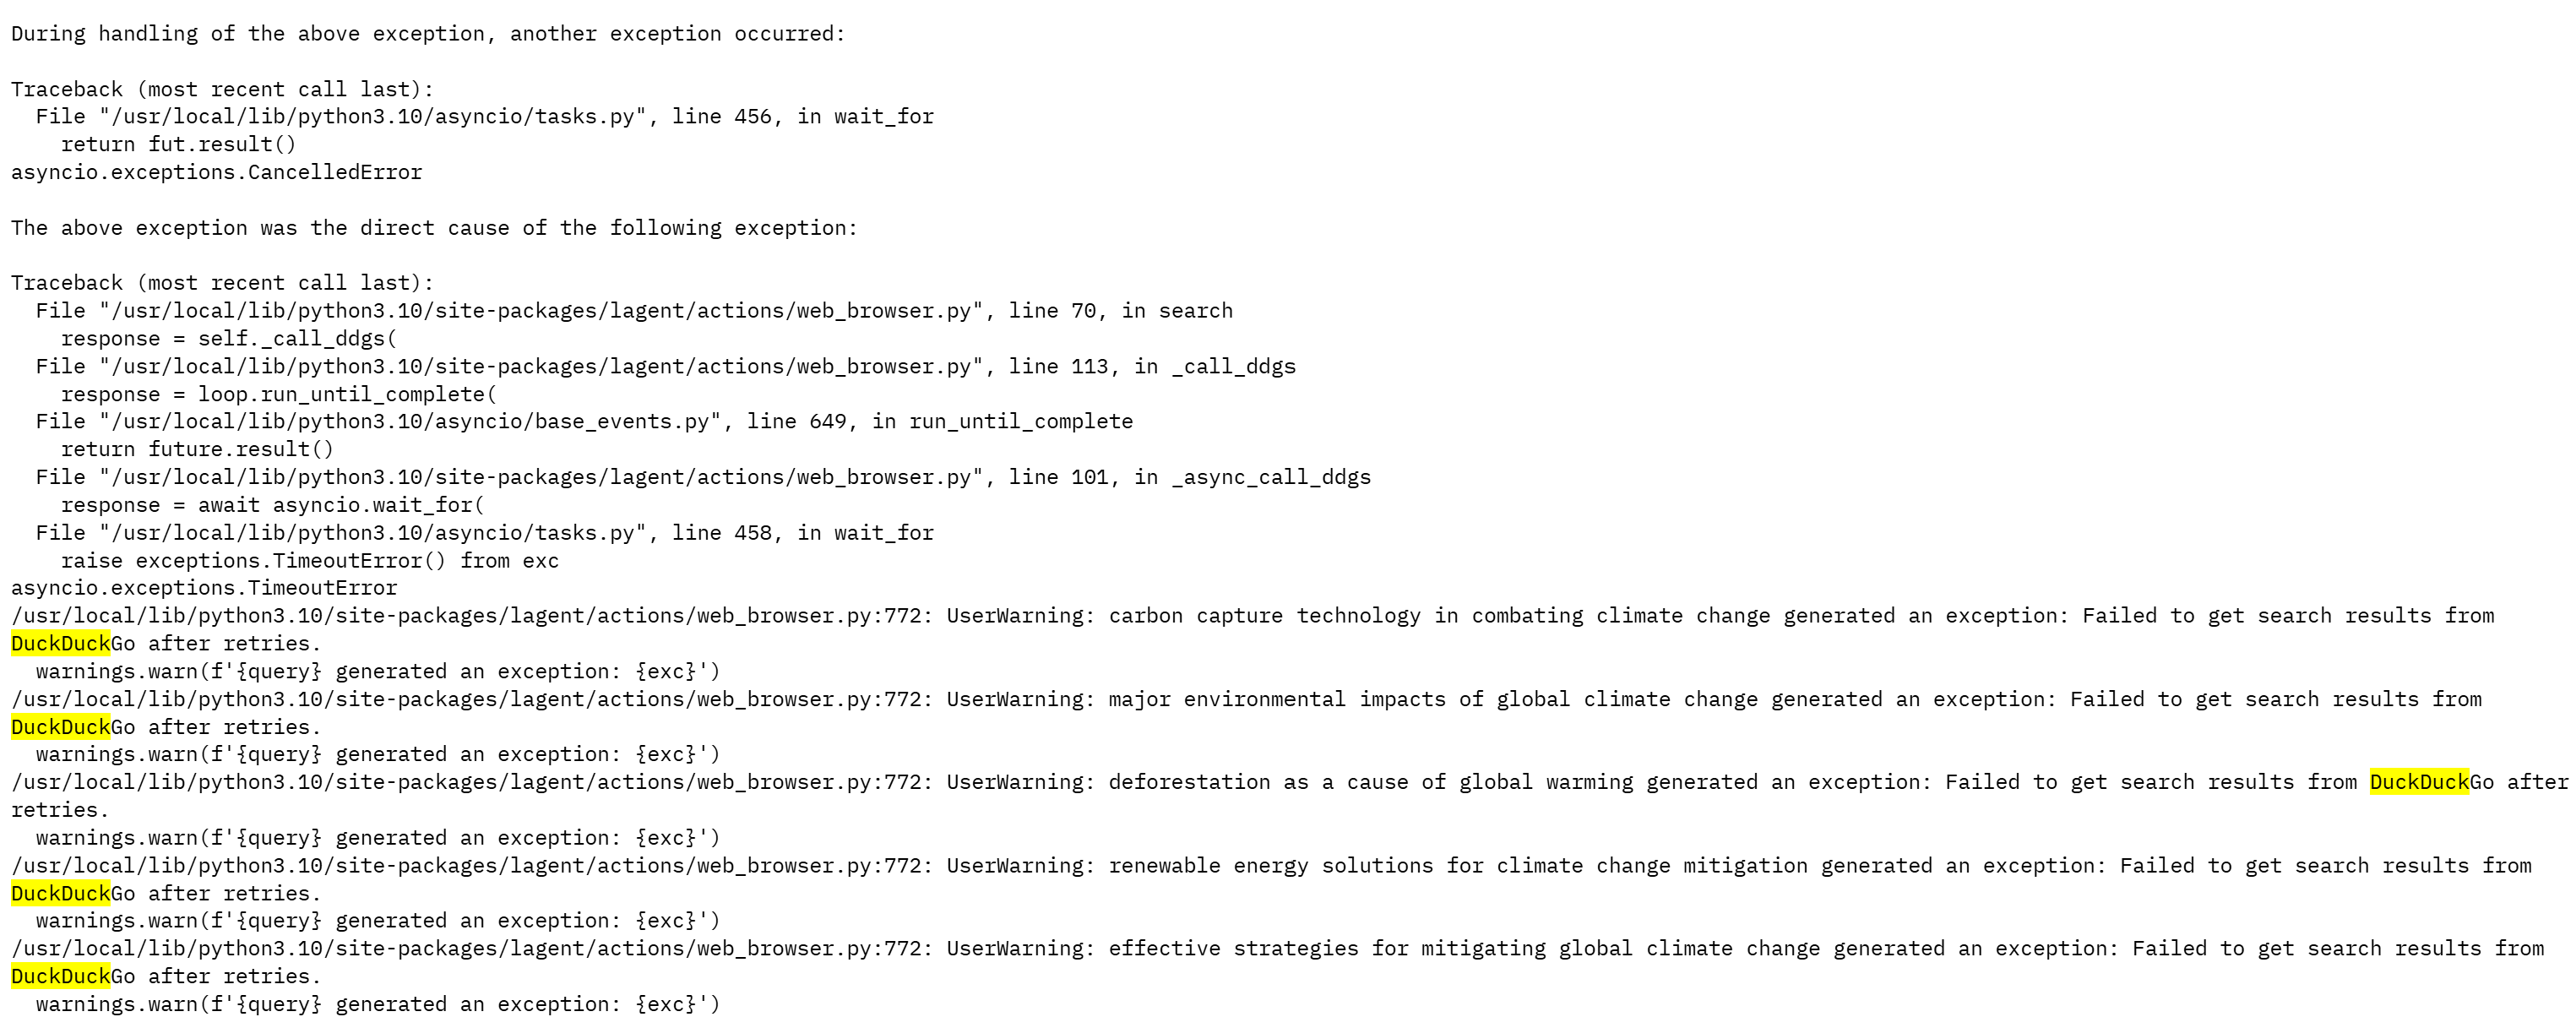 During handling of the above exception, another exception occurred:

Traceback (most recent call last):
  File "/usr/local/lib/python3.10/asyncio/tasks.py", line 456, in wait_for
    return fut.result()
asyncio.exceptions.CancelledError

The above exception was the direct cause of the following exception:

Traceback (most recent call last):
  File "/usr/local/lib/python3.10/site-packages/lagent/actions/web_browser.py", line 70, in search
    response = self._call_ddgs(
  File "/usr/local/lib/python3.10/site-packages/lagent/actions/web_browser.py", line 113, in _call_ddgs
    response = loop.run_until_complete(
  File "/usr/local/lib/python3.10/asyncio/base_events.py", line 649, in run_until_complete
    return future.result()
  File "/usr/local/lib/python3.10/site-packages/lagent/actions/web_browser.py", line 101, in _async_call_ddgs
    response = await asyncio.wait_for(
  File "/usr/local/lib/python3.10/asyncio/tasks.py", line 458, in wait_for
    raise exceptions.TimeoutError() from exc
asyncio.exceptions.TimeoutError
/usr/local/lib/python3.10/site-packages/lagent/actions/web_browser.py:772: UserWarning: carbon capture technology in combating climate change generated an exception: Failed to get search results from
DuckDuckGo after retries.
  warnings.warn(f'{query} generated an exception: {exc}')
/usr/local/lib/python3.10/site-packages/lagent/actions/web_browser.py:772: UserWarning: major environmental impacts of global climate change generated an exception: Failed to get search results from
DuckDuckGo after retries.
  warnings.warn(f'{query} generated an exception: {exc}')
/usr/local/lib/python3.10/site-packages/lagent/actions/web_browser.py:772: UserWarning: deforestation as a cause of global warming generated an exception: Failed to get search results from DuckDuckGo after
retries.
  warnings.warn(f'{query} generated an exception: {exc}')
/usr/local/lib/python3.10/site-packages/lagent/actions/web_browser.py:772: UserWarning: renewable energy solutions for climate change mitigation generated an exception: Failed to get search results from
DuckDuckGo after retries.
  warnings.warn(f'{query} generated an exception: {exc}')
/usr/local/lib/python3.10/site-packages/lagent/actions/web_browser.py:772: UserWarning: effective strategies for mitigating global climate change generated an exception: Failed to get search results from
DuckDuckGo after retries.
  warnings.warn(f'{query} generated an exception: {exc}')